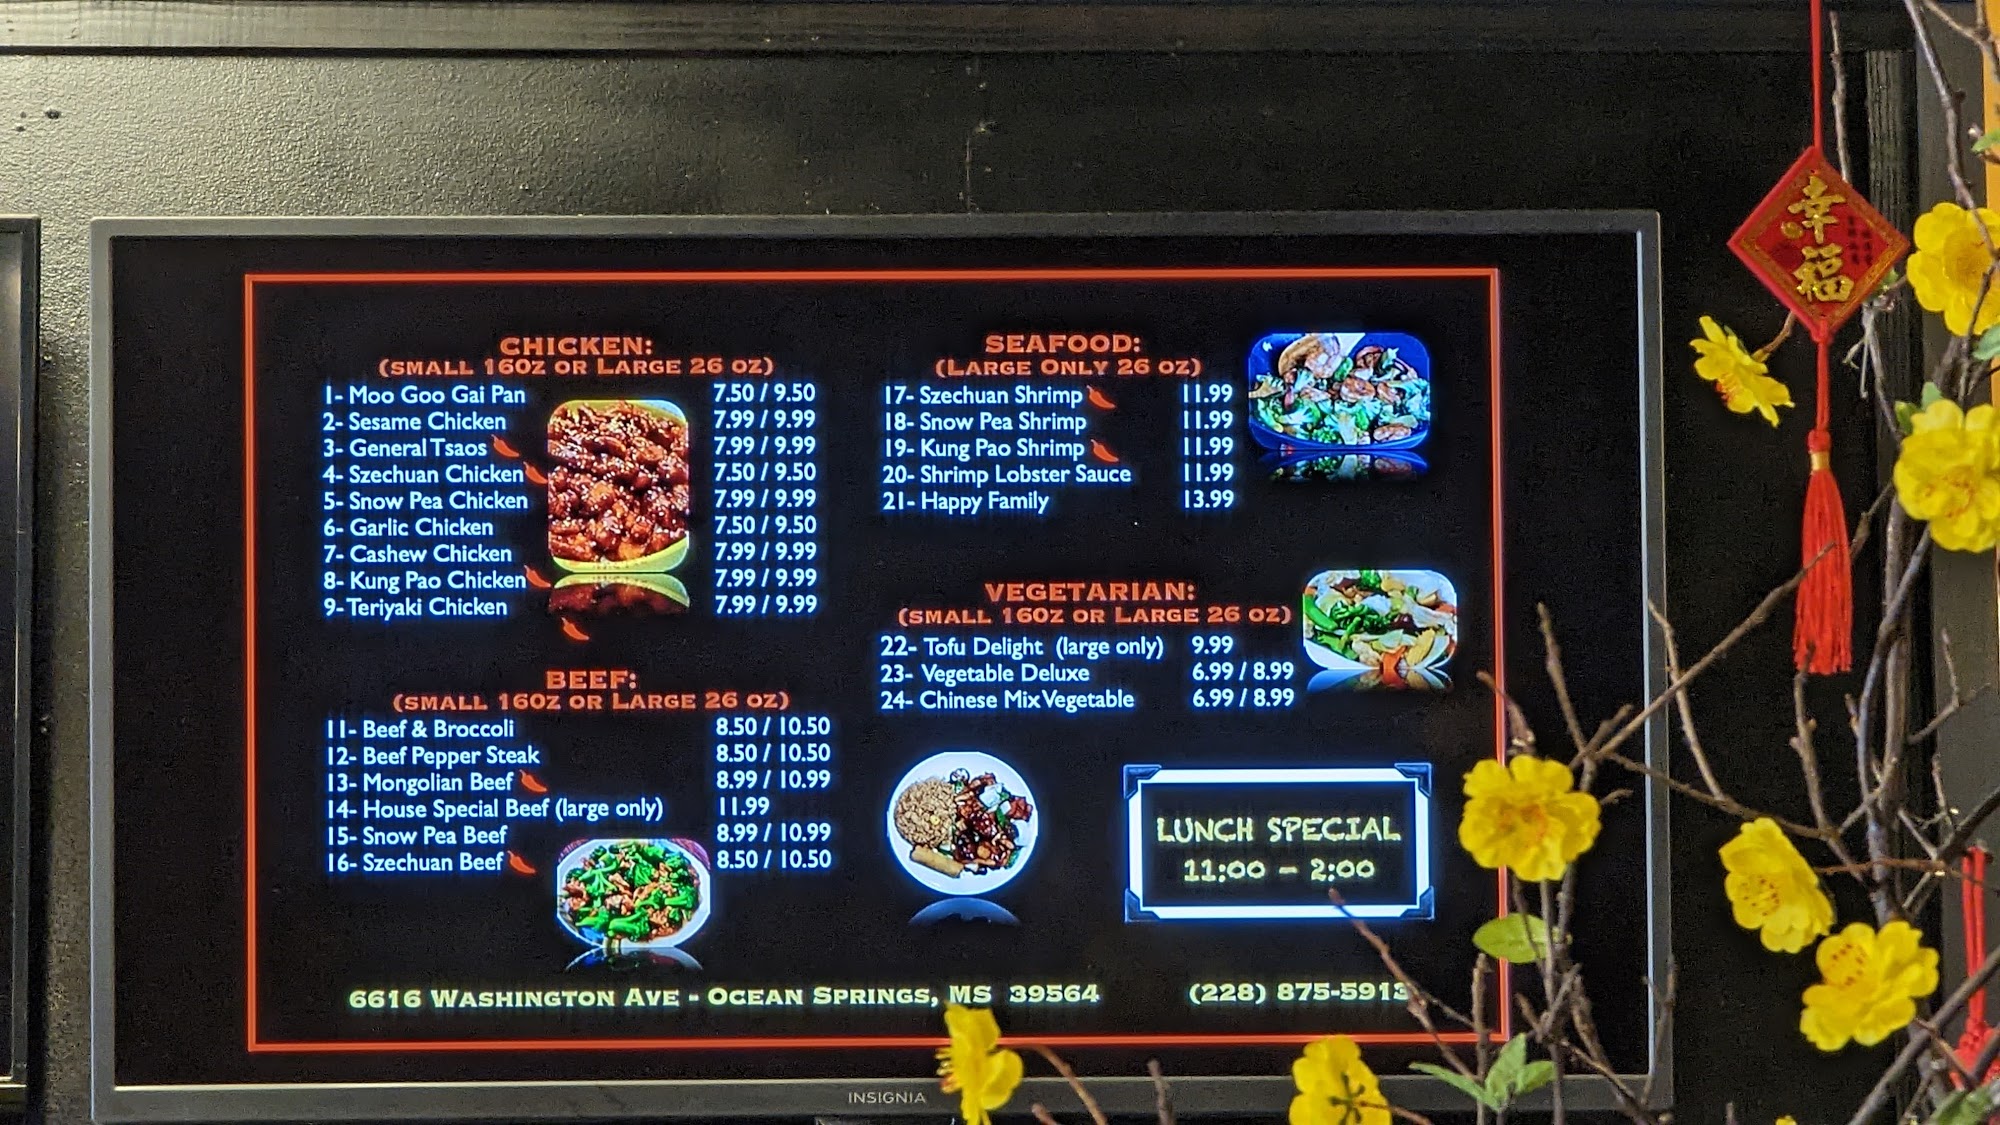 CHICKEN:
(SMALL 16OZ OR LARGE 26 OZ)
1- Moo Goo Gai Pan 7.50 / 9.50
2- Sesame Chicken 7.99 / 9.99
3- General Tsaos 7.99 / 9.99
4- Szechuan Chicken 7.50 / 9.50
5- Snow Pea Chicken 7.99 / 9.99
6- Garlic Chicken 7.50 / 9.50
7- Cashew Chicken 7.99 / 9.99
8- Kung Pao Chicken 7.99 / 9.99
9- Teriyaki Chicken 7.99 / 9.99
BEEF:
(SMALL 16OZ OR LARGE 26 OZ)
11- Beef & Broccoli 8.50 / 10.50
12- Beef Pepper Steak 8.50 / 10.50
13- Mongolian Beef 8.99 / 10.99
14- House Special Beef (large only) 11.99
15- Snow Pea Beef 8.99 / 10.99
16- Szechuan Beef 8.50 / 10.50
SEAFOOD:
(LARGE ONLY 26 OZ)
17- Szechuan Shrimp 11.99
18- Snow Pea Shrimp 11.99
19- Kung Pao Shrimp 11.99
20- Shrimp Lobster Sauce 11.99
21- Happy Family 13.99
VEGETARIAN:
(SMALL 16OZ OR LARGE 26 OZ)
22- Tofu Delight (large only) 9.99
23- Vegetable Deluxe 6.99 / 8.99
24- Chinese Mix Vegetable 6.99 / 8.99
LUNCH SPECIAL
11:00 - 2:00
6616 WASHINGTON AVE - OCEAN SPRINGS, MS 39564 (228) 875-5913
INSIGNIA
幸福